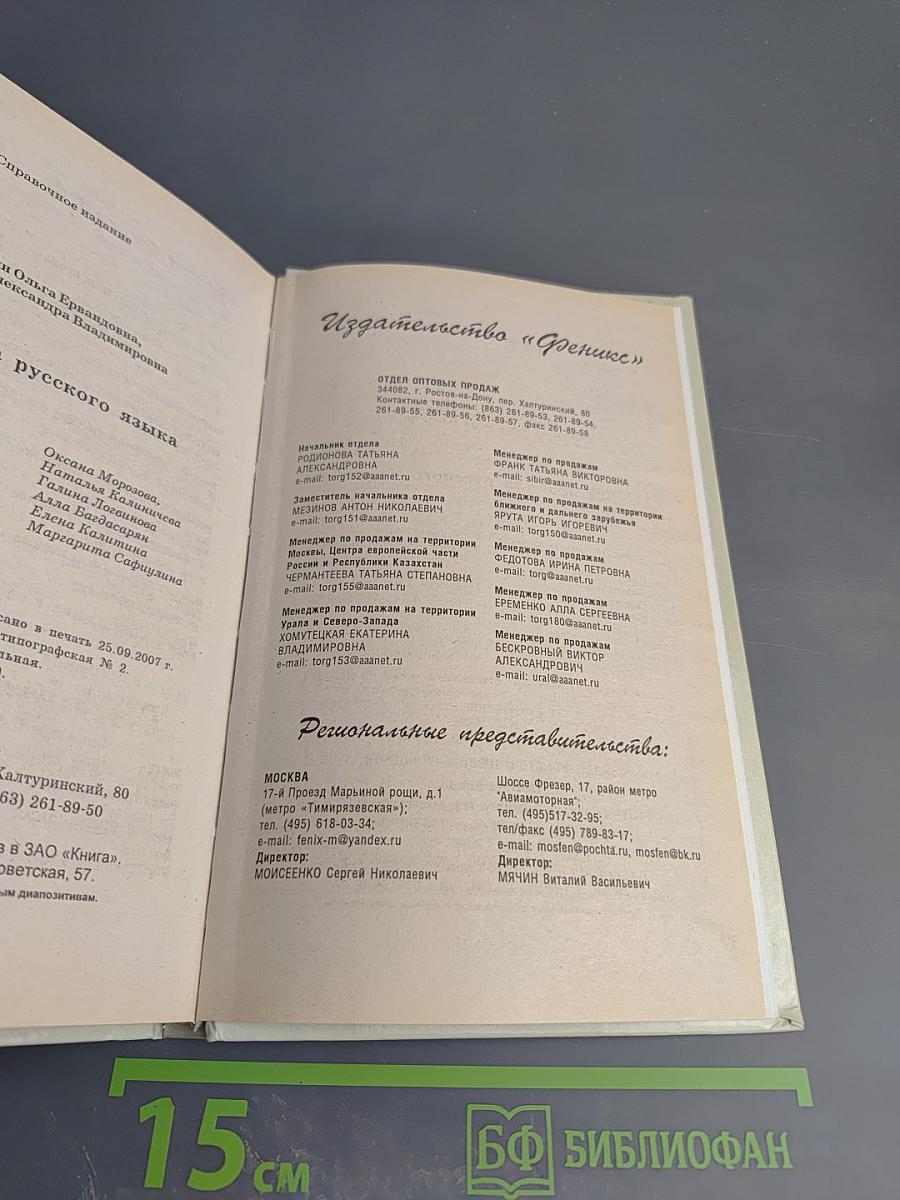 Справочное издание
Ольга Ервандовна,
Владимировна
русского языка
Оксана Морозова,
Наталья Калиничева
Галина Логвинова
Алла Багдасарян
Елена Калитина
Маргарита Сафиулина
в печать 25.09.2007 г.
типографская № 2.
Халтуринский, 80
261-89-50
в ЗАО «Книга».
57.
диапозитивам.
Издательство «Феникс»
ОТДЕЛ ОПТОВЫХ ПРОДАЖ
344082, г. Ростов-на-Дону, пер. Халтуринский, 80
Контактные телефоны: (863) 261-89-53, 261-89-54,
261-89-55, 261-89-56, 261-89-57, факс 261-89-58
Начальник отдела
РОДИОНОВА ТАТЬЯНА
АЛЕКСАНДРОВНА
e-mail: torg152@aaanet.ru
Заместитель начальника отдела
МЕЗИНОВ АНТОН НИКОЛАЕВИЧ
e-mail: torg151@aaanet.ru
Менеджер по продажам на территории
Москвы, Центра европейской части
России и Республики Казахстан
ЧЕРМАНТЕЕВА ТАТЬЯНА СТЕПАНОВНА
e-mail: torg155@aaanet.ru
Менеджер по продажам на территории
Урала и Северо-Запада
ХОМУТЕЦКАЯ ЕКАТЕРИНА
ВЛАДИМИРОВНА
e-mail: torg153@aaanet.ru
Менеджер по продажам
ФРАНК ТАТЬЯНА ВИКТОРОВНА
e-mail: sibir@aaanet.ru
Менеджер по продажам на территории
ближнего и дальнего зарубежья
ЯРУТА ИГОРЬ ИГОРЕВИЧ
e-mail: torg150@aaanet.ru
Менеджер по продажам
ФЕДОТОВА ИРИНА ПЕТРОВНА
e-mail: torg@aaanet.ru
Менеджер по продажам
ЕРЕМЕНКО АЛЛА СЕРГЕЕВНА
e-mail: torg180@aaanet.ru
Менеджер по продажам
БЕСКРОВНЫЙ ВИКТОР
АЛЕКСАНДРОВИЧ
e-mail: ural@aaanet.ru
Региональные представительства:
МОСКВА
17-й Проезд Марьиной рощи, д.1
(метро «Тимирязевская»);
тел. (495) 618-03-34;
e-mail: fenix-m@yandex.ru
Директор:
МОИСЕЕНКО Сергей Николаевич
Шоссе Фрезер, 17, район метро
"Авиамоторная";
тел. (495)517-32-95;
тел/факс (495) 789-83-17;
e-mail: mosfen@pochta.ru, mosfen@bk.ru
Директор:
МЯЧИН Виталий Васильевич
15 см
БФ БИБЛИОФАН